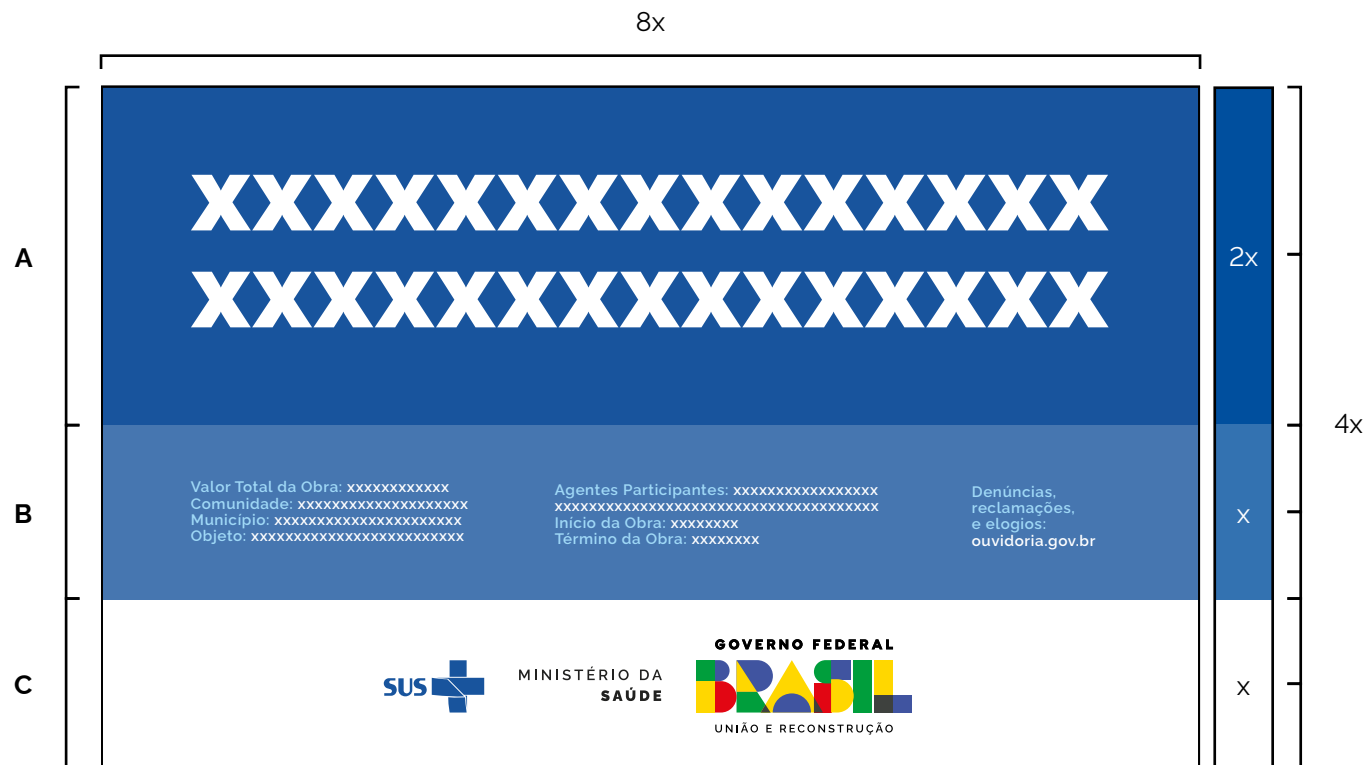 8x
A
XXXXXXXXXXXXXXX
XXXXXXXXXXXXXXX
2x
4x
B
Valor Total da Obra: xxxxxxxxxxxx
Comunidade: xxxxxxxxxxxxxxxxxxxx
Município: xxxxxxxxxxxxxxxxxxxxxx
Objeto: xxxxxxxxxxxxxxxxxxxxxxxxx
Agentes Participantes: xxxxxxxxxxxxxxxxx
xxxxxxxxxxxxxxxxxxxxxxxxxxxxxxxxxxxxxx
Início da Obra: xxxxxxxx
Término da Obra: xxxxxxxx
Denúncias,
reclamações,
e elogios:
ouvidoria.gov.br
x
C
SUS
MINISTÉRIO DA
SAÚDE
GOVERNO FEDERAL
BRASIL
UNIÃO E RECONSTRUÇÃO
x